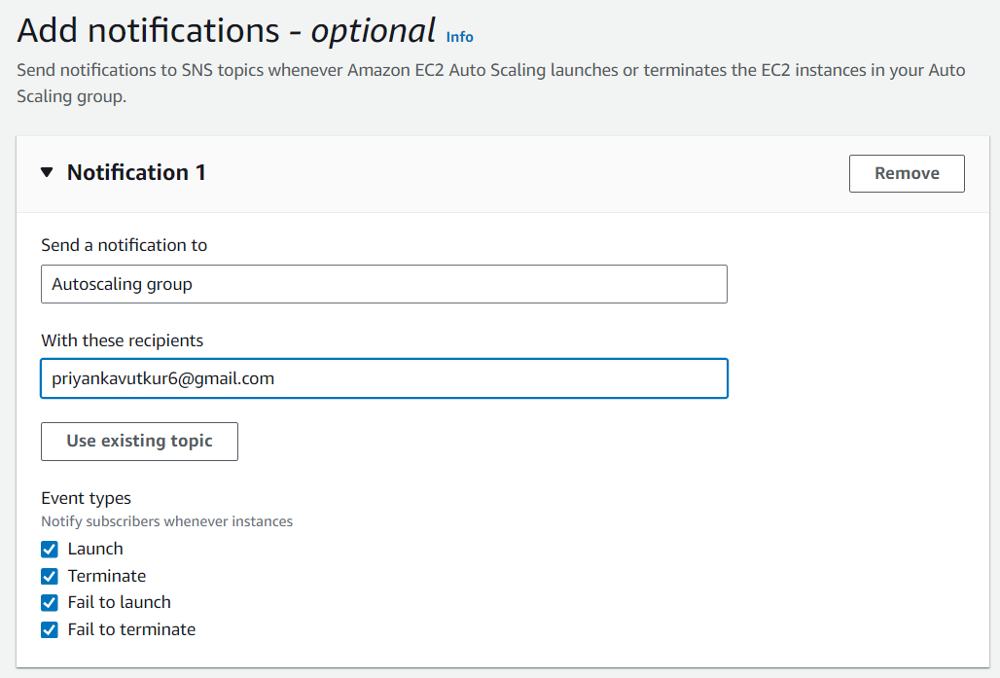 Add notifications - optional Info
Send notifications to SNS topics whenever Amazon EC2 Auto Scaling launches or terminates the EC2 instances in your Auto
Scaling group.
Notification 1
Remove
Send a notification to
Autoscaling group
With these recipients
priyankavutkur6@gmail.com
Use existing topic
Event types
Notify subscribers whenever instances
Launch
Terminate
Fail to launch
Fail to terminate